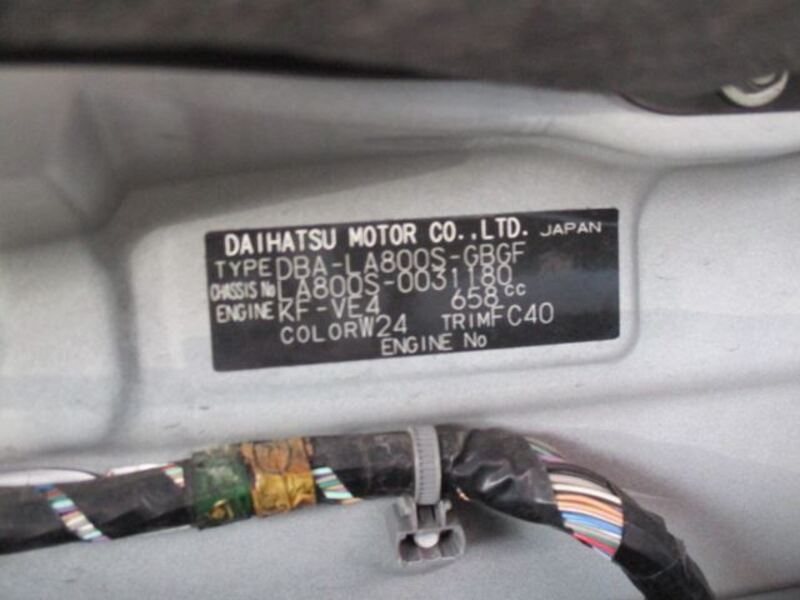 DAIHATSU MOTOR CO.,LTD. JAPAN
TYPE DBA-LA800S-GBGF
CHASSIS No LA800S-0031180
ENGINE KF-VE4 658cc
COLOR W24 TRIM FC40
ENGINE No